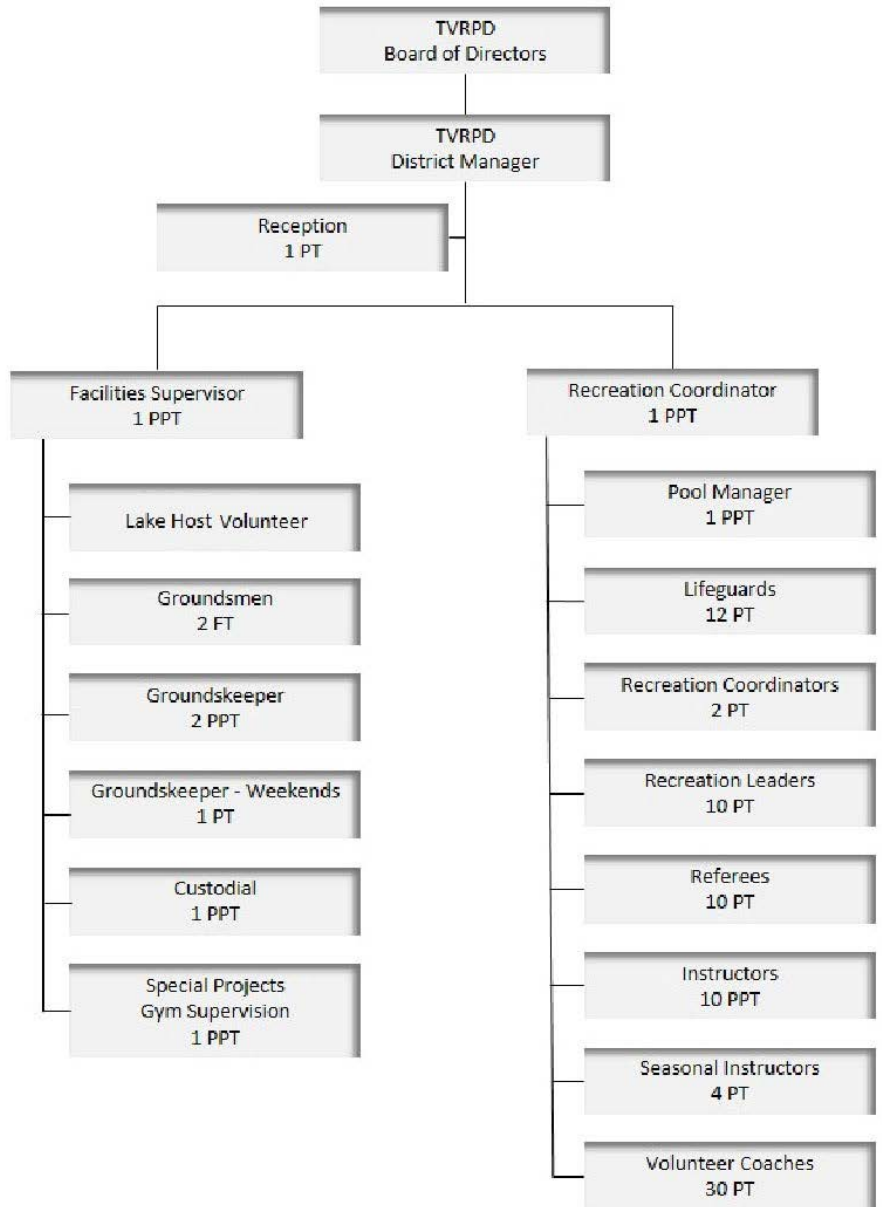 TVRPD
Board of Directors
TVRPD
District Manager
Reception
1 PT
Facilities Supervisor
1 PPT
Lake Host Volunteer
Groundsmen
2 FT
Groundskeeper
2 PPT
Groundskeeper - Weekends
1 PT
Custodial
1 PPT
Special Projects
Gym Supervision
1 PPT
Recreation Coordinator
1 PPT
Pool Manager
1 PPT
Lifeguards
12 PT
Recreation Coordinators
2 PT
Recreation Leaders
10 PT
Referees
10 PT
Instructors
10 PPT
Seasonal Instructors
4 PT
Volunteer Coaches
30 PT